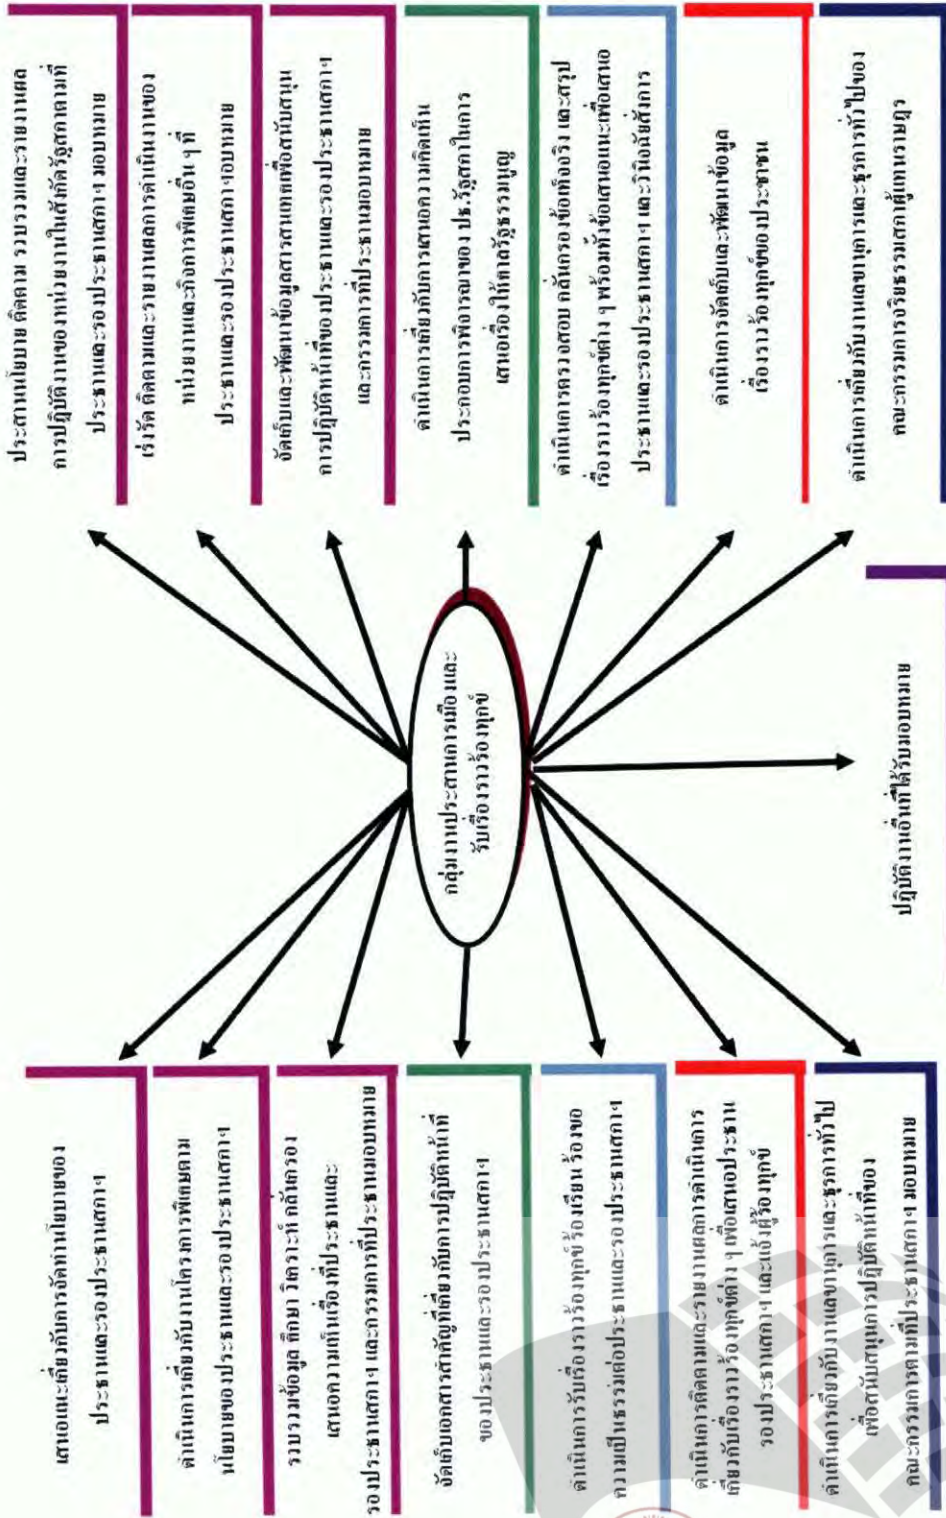 เสนอแนะเกี่ยวกับการจัดทำนโยบายของ
ประธานและรองประธานสภาฯ
ดำเนินการเกี่ยวกับงานโครงการพิเศษตาม
นโยบายของประธานและรองประธานสภาฯ
รวบรวมข้อมูล ศึกษา วิเคราะห์ กลั่นกรอง
เสนอความเห็นเรื่องที่ประธานและ
รองประธานสภาฯ และกรรมการที่ประธานมอบหมาย
จัดเก็บเอกสารสำคัญที่เกี่ยวกับการปฏิบัติหน้าที่
ของประธานและรองประธานสภาฯ
ดำเนินการรับเรื่องราวร้องทุกข์ ร้องเรียน ร้องขอ
ความเป็นธรรมต่อประธานและรองประธานสภาฯ
ดำเนินการติดตามและรายงานผลการดำเนินการ
เกี่ยวกับเรื่องราวร้องทุกข์ต่าง ๆ เพื่อเสนอประธาน
รองประธานสภาฯ และแจ้งผู้ร้องทุกข์
ดำเนินการเกี่ยวกับงานเลขานุการและธุรการทั่วไป
เพื่อสนับสนุนการปฏิบัติหน้าที่ของ
คณะกรรมการตามที่ประธานสภาฯ มอบหมาย
กลุ่มงานประสานการเมืองและ
รับเรื่องราวร้องทุกข์
ปฏิบัติงานอื่นที่ได้รับมอบหมาย
ประสานนโยบาย ติดตาม รวบรวมและรายงานผล
การปฏิบัติงานของหน่วยงานในสังกัดรัฐสภาตามที่
ประธานและรองประธานสภาฯ มอบหมาย
เร่งรัด ติดตามและรายงานผลการดำเนินงานของ
หน่วยงานและกิจการพิเศษอื่น ๆ ที่
ประธานและรองประธานสภาฯมอบหมาย
จัดเก็บและพัฒนาข้อมูลสารสนเทศเพื่อสนับสนุน
การปฏิบัติหน้าที่ของประธานและรองประธานสภาฯ
และกรรมการที่ประธานมอบหมาย
ดำเนินการเกี่ยวกับการเสนอความคิดเห็น
ประกอบการพิจารณาของ ปธ.รัฐสภาในการ
เสนอเรื่องให้ศาลรัฐธรรมนูญ
ดำเนินการตรวจสอบ กลั่นกรองข้อเท็จจริง และสรุป
เรื่องราวร้องทุกข์ต่าง ๆ พร้อมทั้งข้อเสนอแนะเพื่อเสนอ
ประธานและรองประธานสภาฯ และวินิจฉัยสั่งการ
ดำเนินการจัดเก็บและพัฒนาข้อมูล
เรื่องราวร้องทุกข์ของประชาชน
ดำเนินการเกี่ยวกับงานเลขานุการและธุรการทั่วไปของ
คณะกรรมการจริยธรรมสภาผู้แทนราษฎร